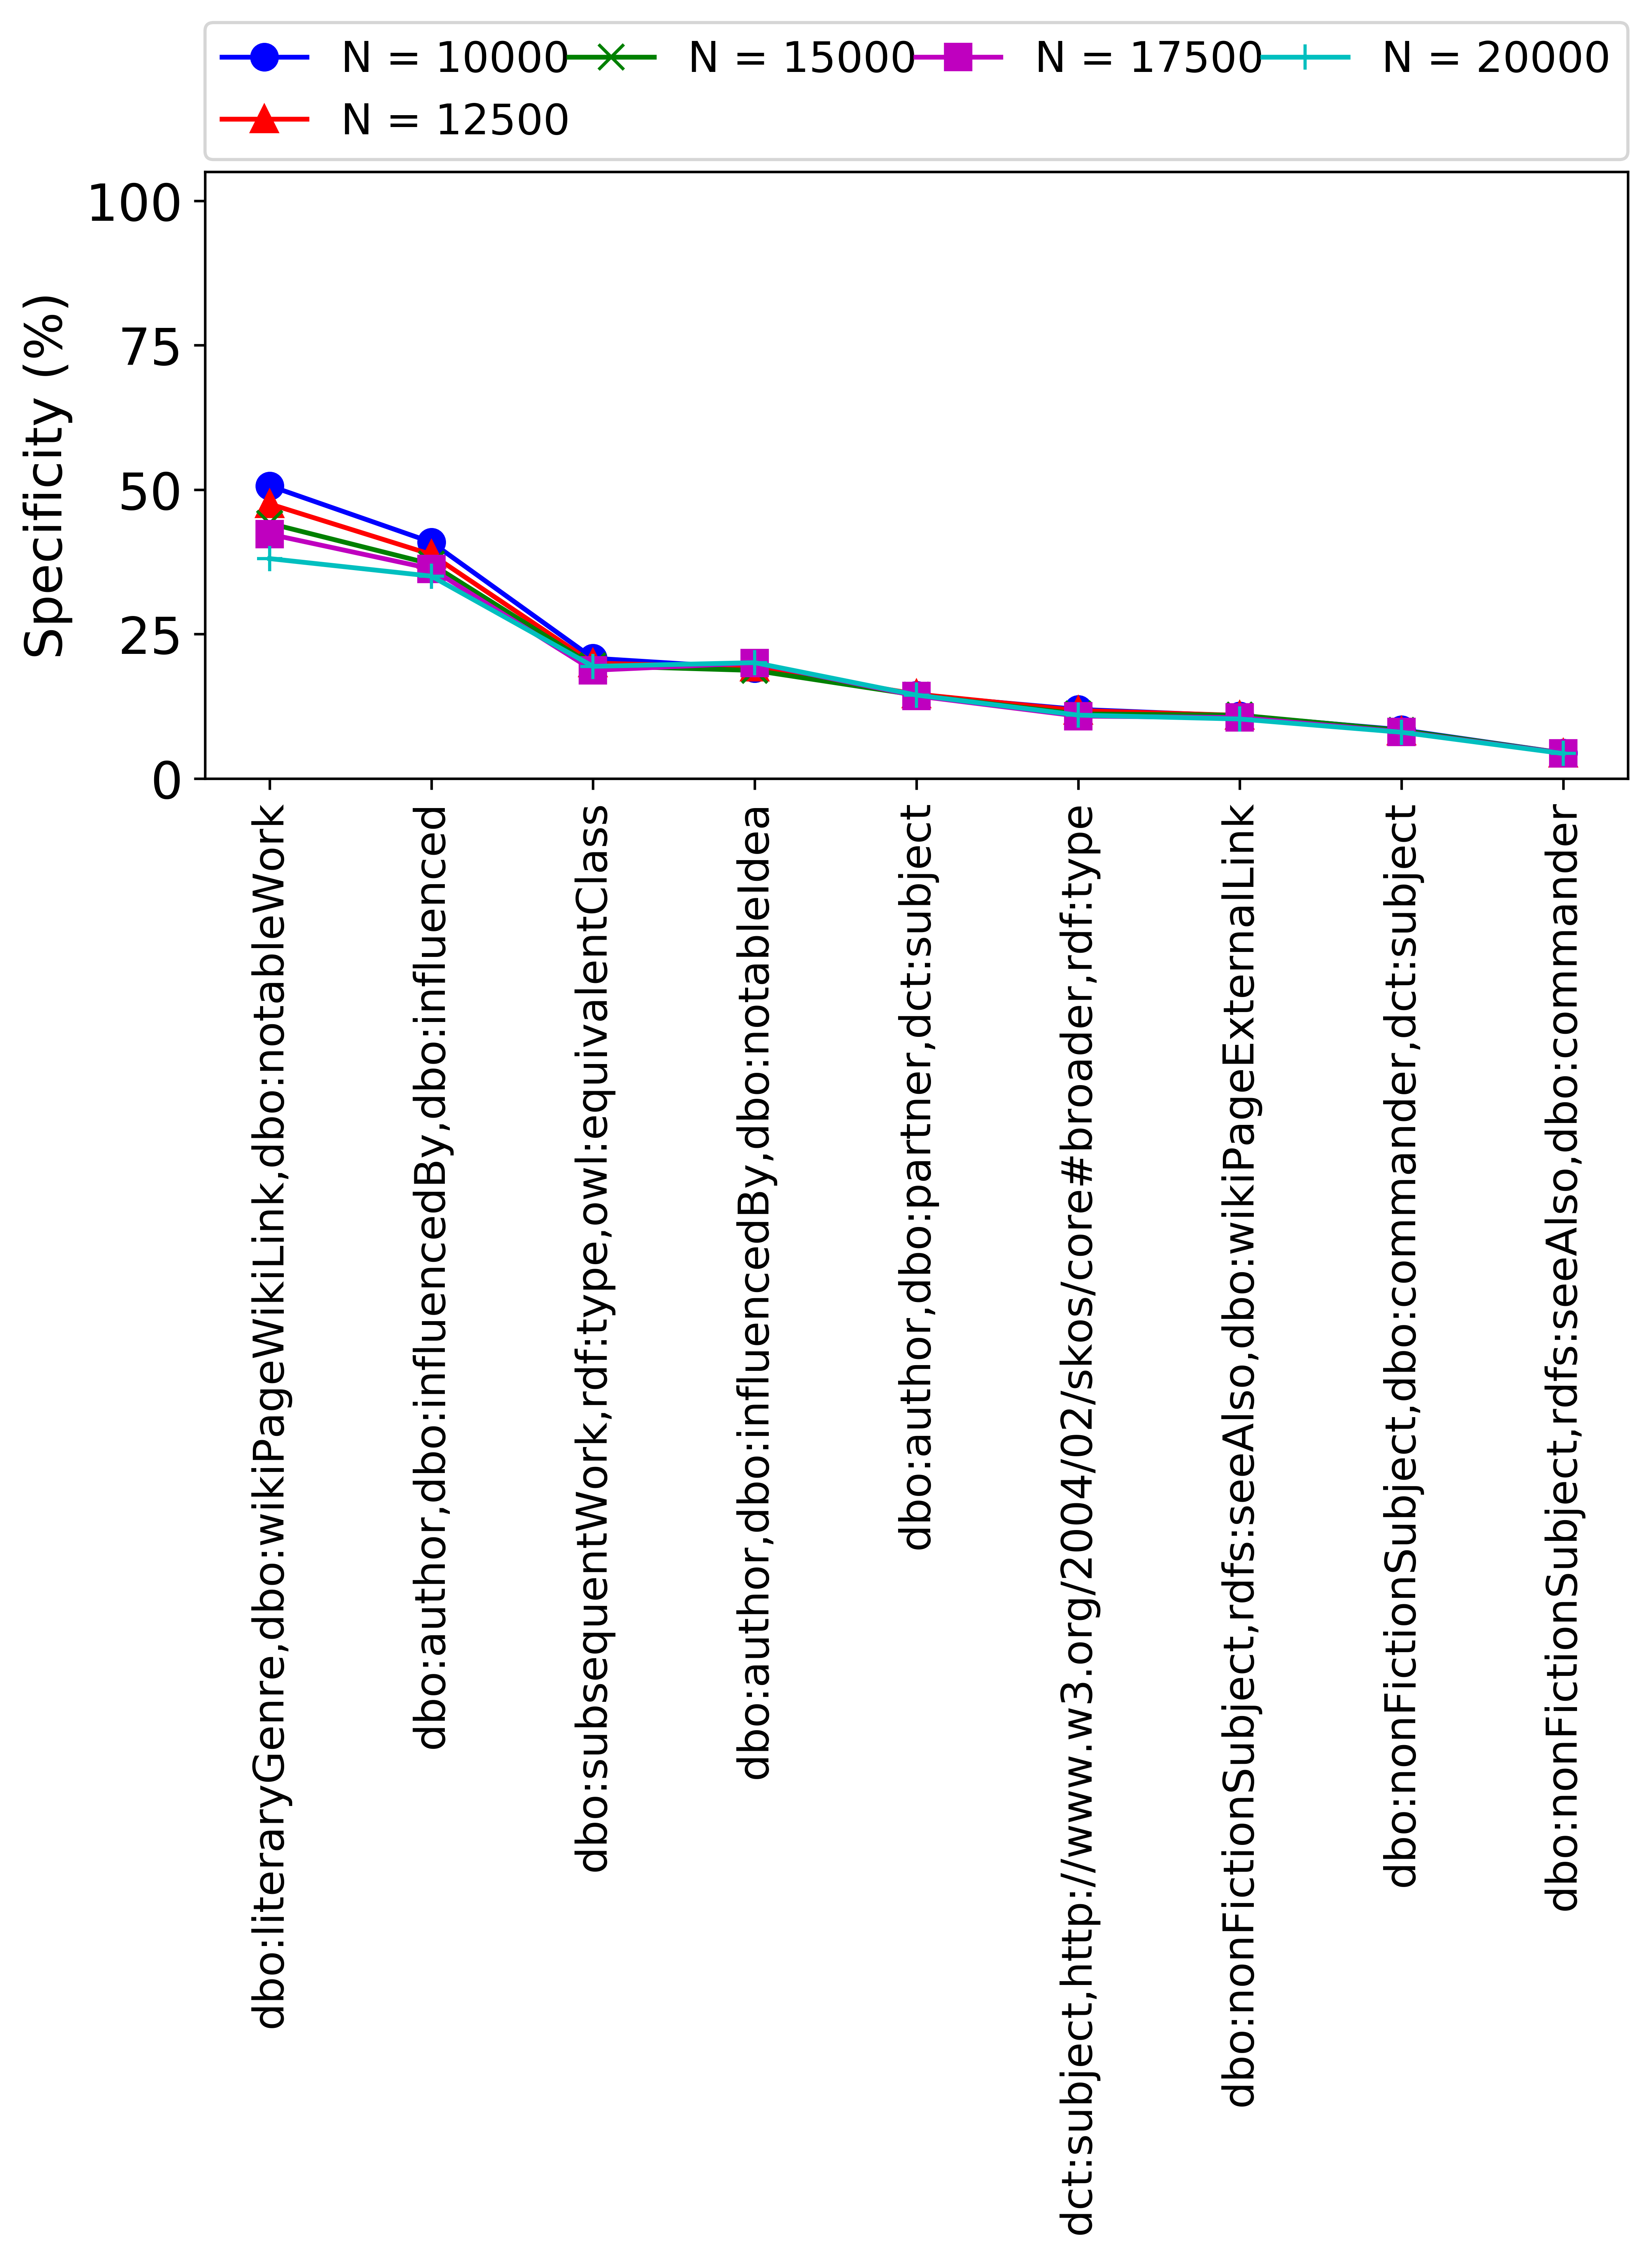 N = 10000 N = 15000 N = 17500 N = 20000
N = 12500
100
75
50
25
0
Specificity (%)
dbo:literaryGenre,dbo:wikiPageWikiLink,dbo:notableWork
dbo:author,dbo:influencedBy,dbo:influenced
dbo:subsequentWork,rdf:type,owl:equivalentClass
dbo:author,dbo:influencedBy,dbo:notableIdea
dbo:author,dbo:partner,dct:subject
dct:subject,http://www.w3.org/2004/02/skos/core#broader,rdf:type
dbo:nonFictionSubject,rdfs:seeAlso,dbo:wikiPageExternalLink
dbo:nonFictionSubject,dbo:commander,dct:subject
dbo:nonFictionSubject,rdfs:seeAlso,dbo:commander